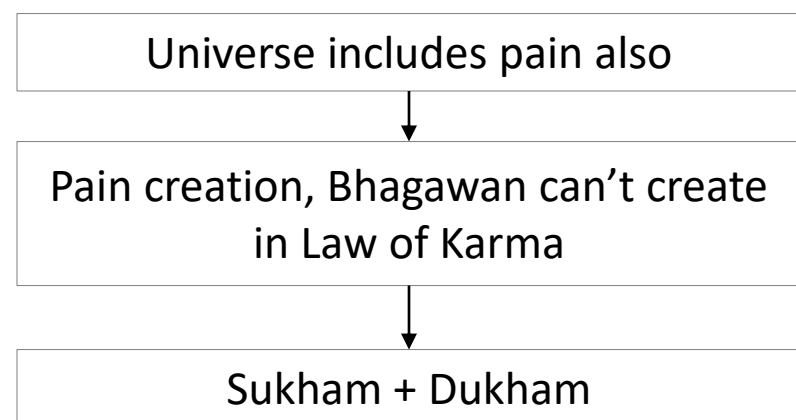 Universe includes pain also
Pain creation, Bhagawan can’t create
in Law of Karma
Sukham + Dukham